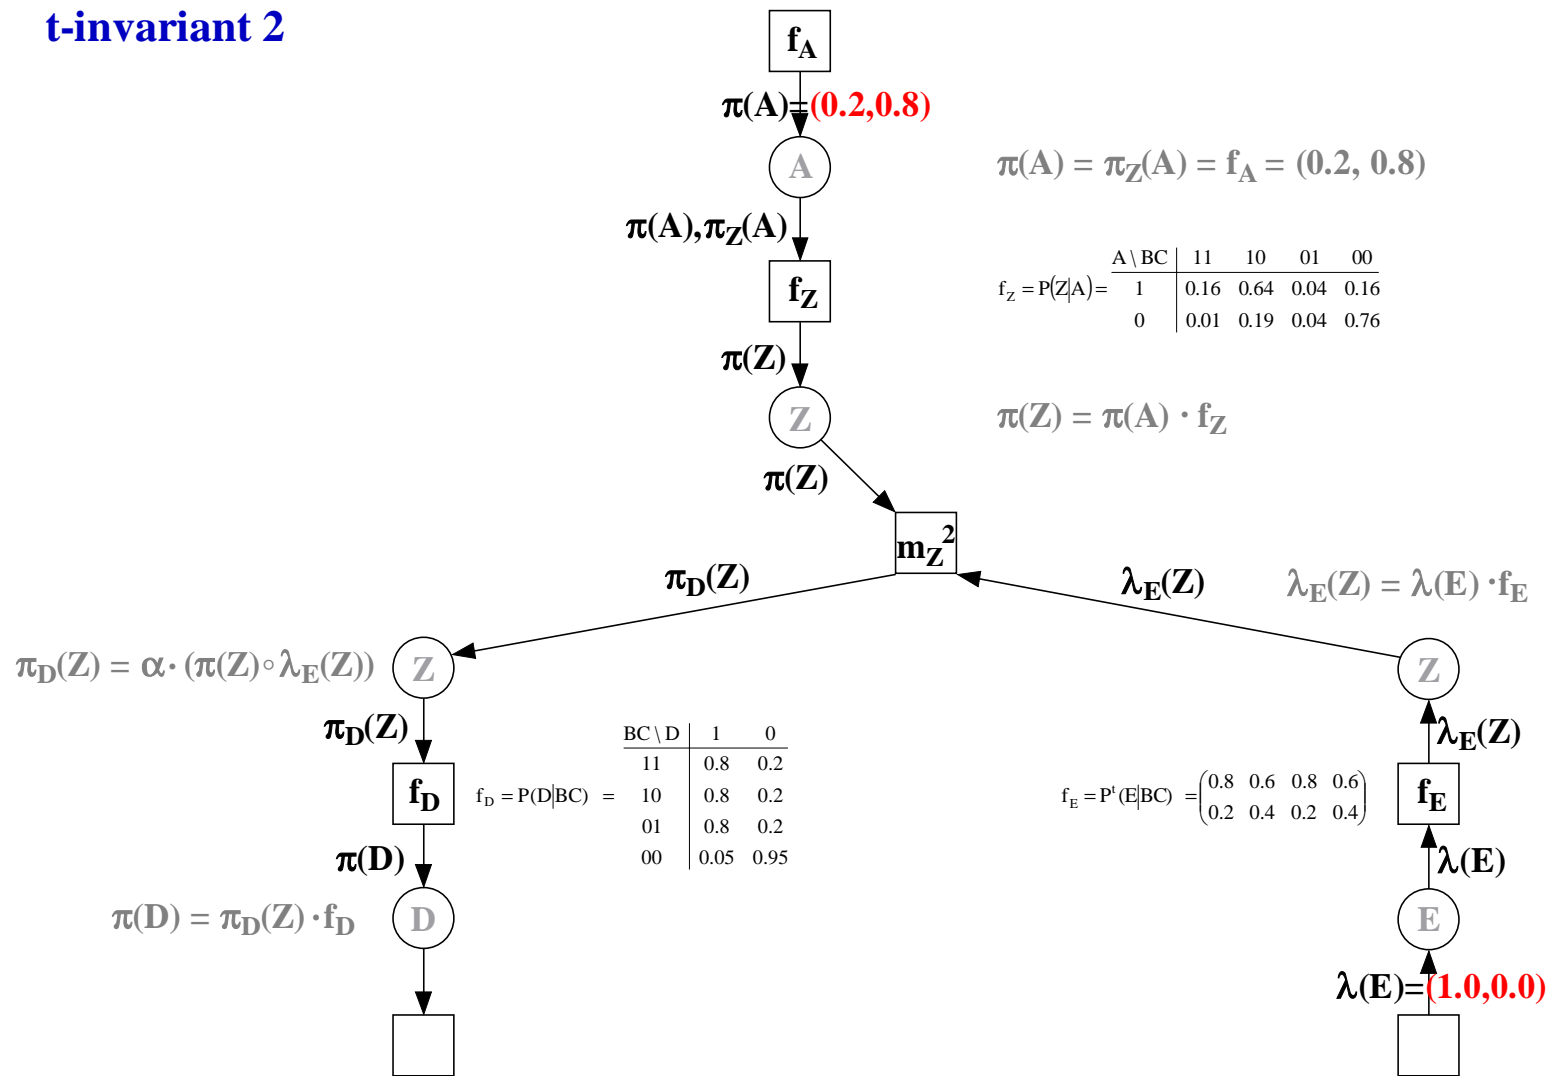 t-invariant 2
f_A
π(A)=(0.2,0.8)
A
π(A) = π_Z(A) = f_A = (0.2, 0.8)
π(A),π_Z(A)
f_Z
f_Z = P(Z|A) =
A \ BC | 11 10 01 00
1 | 0.16 0.64 0.04 0.16
0 | 0.01 0.19 0.04 0.76
π(Z)
Z
π(Z) = π(A) · f_Z
π(Z)
m_Z^2
π_D(Z)
λ_E(Z)
λ_E(Z) = λ(E) · f_E
π_D(Z) = α · (π(Z) ∘ λ_E(Z))
Z
Z
π_D(Z)
λ_E(Z)
f_D
f_D = P(D|BC) =
BC \ D | 1 0
11 | 0.8 0.2
10 | 0.8 0.2
01 | 0.8 0.2
00 | 0.05 0.95
f_E = P^t(E|BC) =
(0.8 0.6 0.8 0.6
0.2 0.4 0.2 0.4)
f_E
π(D)
λ(E)
π(D) = π_D(Z) · f_D
D
E
λ(E)=(1.0,0.0)